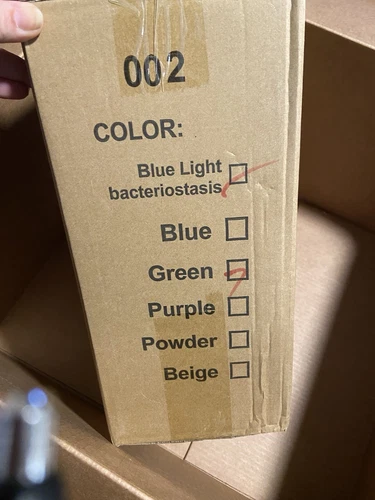 002
COLOR:
Blue Light
bacteriostasis
Blue
Green
Purple
Powder
Beige